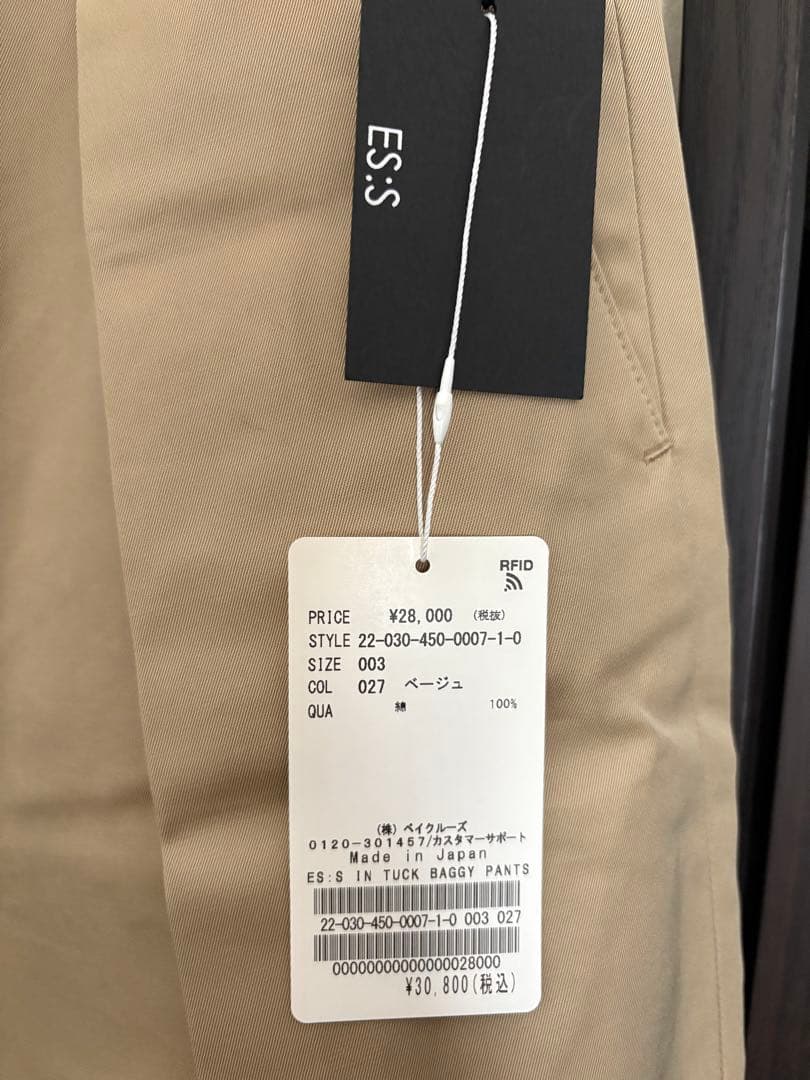 ES:S
RFID
PRICE ¥28,000 (税抜)
STYLE 22-030-450-0007-1-0
SIZE 003
COL 027 ベージュ
QUA 綿 100%
(株) ベイクルーズ
0120-301457/カスタマーサポート
Made in Japan
ES:S IN TUCK BAGGY PANTS
22-030-450-0007-1-0 003 027
00000000000000028000
¥30,800(税込)